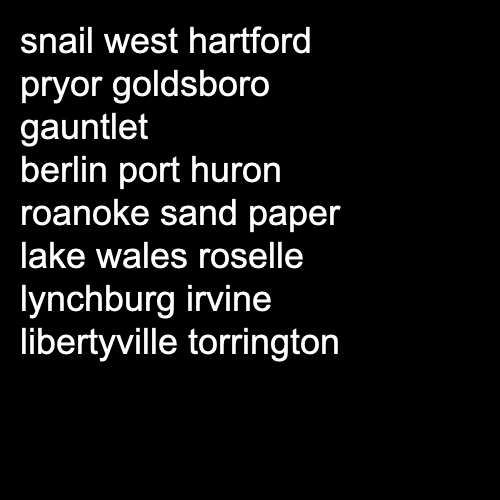 snail west hartford
pryor goldsboro
gauntlet
berlin port huron
roanoke sand paper
lake wales roselle
lynchburg irvine
libertyville torrington